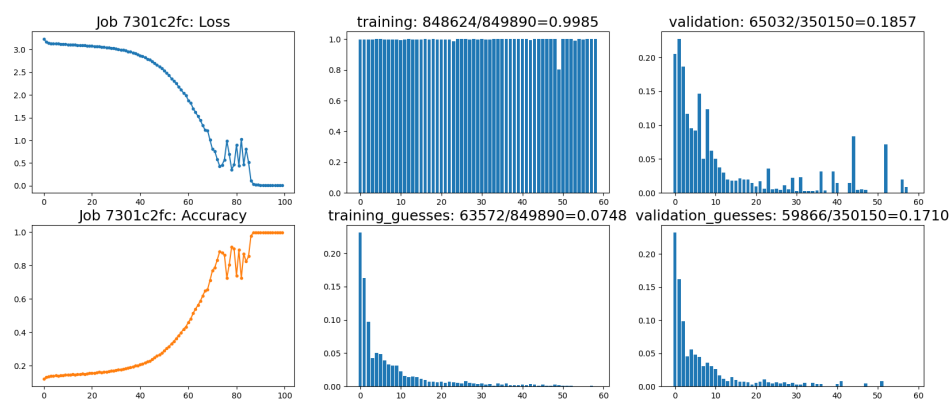 Job 7301c2fc: Loss
training: 848624/849890=0.9985
validation: 65032/350150=0.1857
3.0
2.5
2.0
1.5
1.0
0.5
0.0
0 20 40 60 80 100
1.0
0.8
0.6
0.4
0.2
0.0
0 10 20 30 40 50 60
0.20
0.15
0.10
0.05
0.00
0 10 20 30 40 50 60
Job 7301c2fc: Accuracy
training_guesses: 63572/849890=0.0748
validation_guesses: 59866/350150=0.1710
1.0
0.8
0.6
0.4
0.2
0 20 40 60 80 100
0.20
0.15
0.10
0.05
0.00
0 10 20 30 40 50 60
0.20
0.15
0.10
0.05
0.00
0 10 20 30 40 50 60